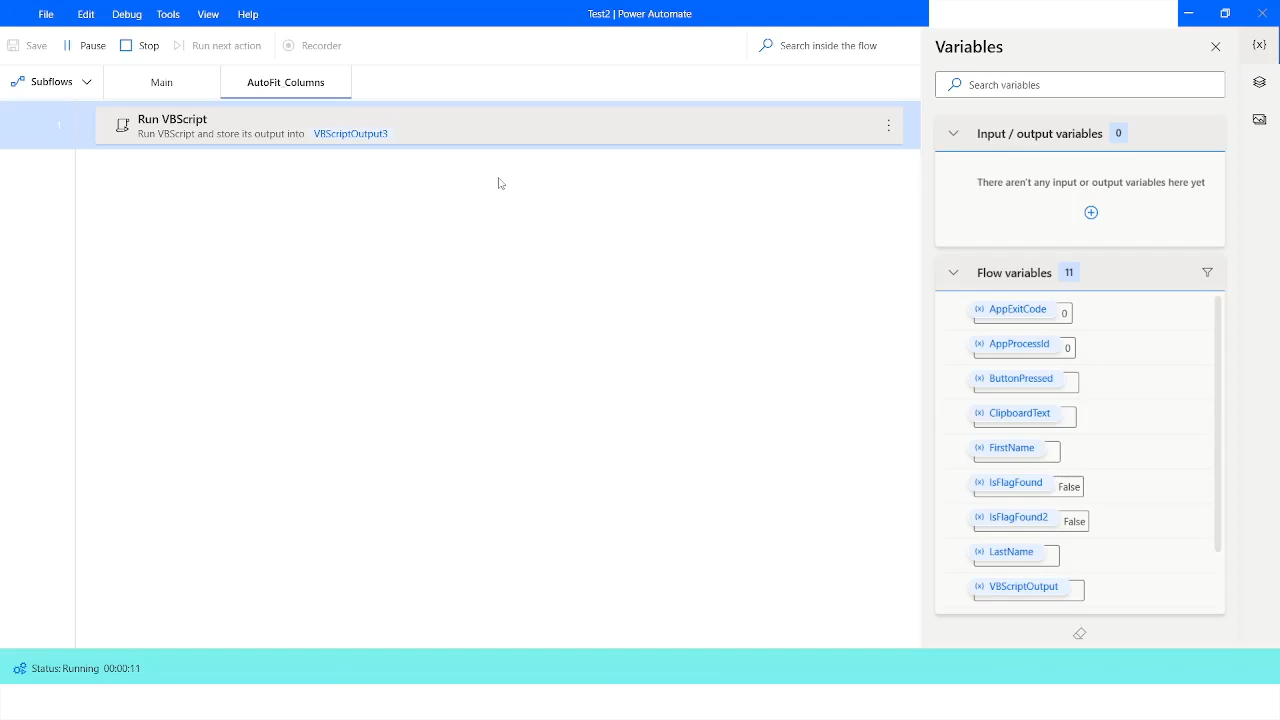 File Edit Debug Tools View Help Test2 | Power Automate
Save Pause Stop Run next action Recorder Search inside the flow
Subflows Main AutoFit_Columns
1 Run VBScript
Run VBScript and store its output into VBScriptOutput3
Variables
{x}
Search variables
Input / output variables 0
There aren't any input or output variables here yet
Flow variables 11
(x) AppExitCode 0
(x) AppProcessId 0
(x) ButtonPressed
(x) ClipboardText
(x) FirstName
(x) IsFlagFound False
(x) IsFlagFound2 False
(x) LastName
(x) VBScriptOutput
Status: Running 00:00:11